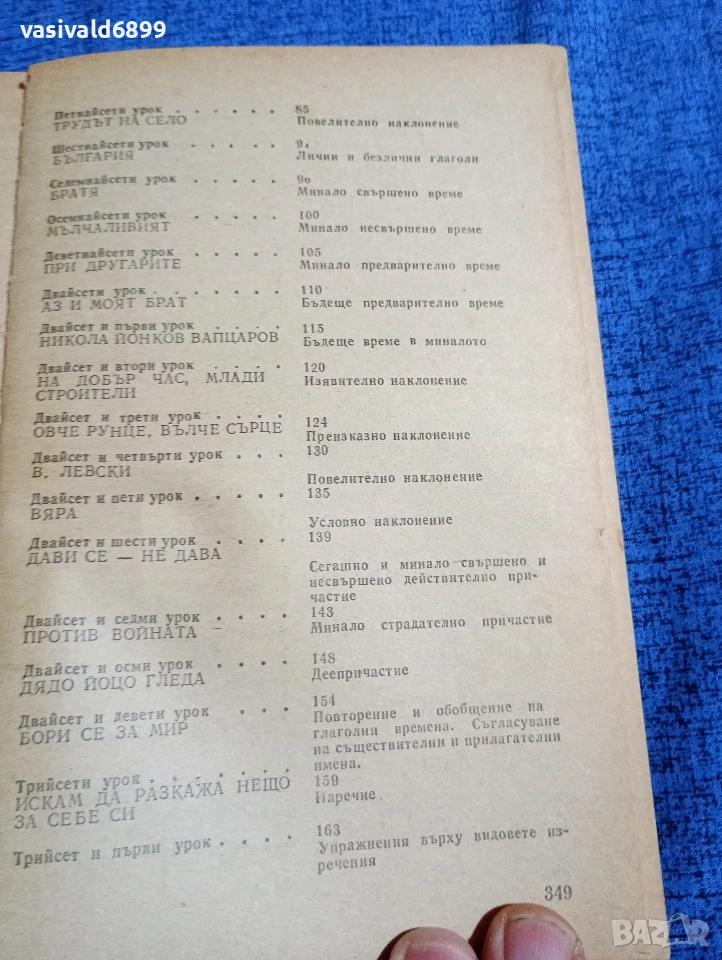 vasivald6899
Петнайсети урок . . . . . . 85
ТРУДЪТ НА СЕЛО Повелително наклонение
Шестнайсети урок . . . . .
БЪЛГАРИЯ Лични и безлични глаголи
Седемнайсети урок . . . . .
БРАТЯ Минало свършено време
Осемнайсети урок . . . . . 100
МЪЛЧАЛИВИЯТ Минало несвършено време
Деветнайсети урок . . . . . 105
ПРИ ДРУГАРИТЕ Минало предварително време
Двайсети урок . . . . . . . 110
АЗ И МОЯТ БРАТ Бъдеще предварително време
Двайсет и първи урок . . . . 115
НИКОЛА ЙОНКОВ ВАПЦАРОВ Бъдеще време в миналото
Двайсет и втори урок . . . . 120
НА ДОБЪР ЧАС, МЛАДИ Изявително наклонение
СТРОИТЕЛИ
Двайсет и трети урок . . . . 124
ОВЧЕ РУНЦЕ, ВЪЛЧЕ СЪРЦЕ Преизказно наклонение
Двайсет и четвърти урок . . . 130
В. ЛЕВСКИ Повелително наклонение
Двайсет и пети урок . . . . . 135
ВЯРА Условно наклонение
Двайсет и шести урок . . . . 139
ДАВИ СЕ — НЕ ДАВА Сегашно и минало свършено и
несвършено действително при-
частие
Двайсет и седми урок . . . . 143
ПРОТИВ ВОЙНАТА Минало страдателно причастие
Двайсет и осми урок . . . . 148
ДЯДО ЙОЦО ГЛЕДА Деепричастие
Двайсет и девети урок . . . 154
БОРИ СЕ ЗА МИР Повторение и обобщение на
глаголни времена. Съгласуване
на съществителни и прилагателни
имена.
Трийсети урок . . . . . . . 159
ИСКАМ ДА РАЗКАЖА НЕЩО Наречие.
ЗА СЕБЕ СИ
Трийсет и първи урок . . . . 163
Упражнения върху видовете из-
речения
349
BAZAR